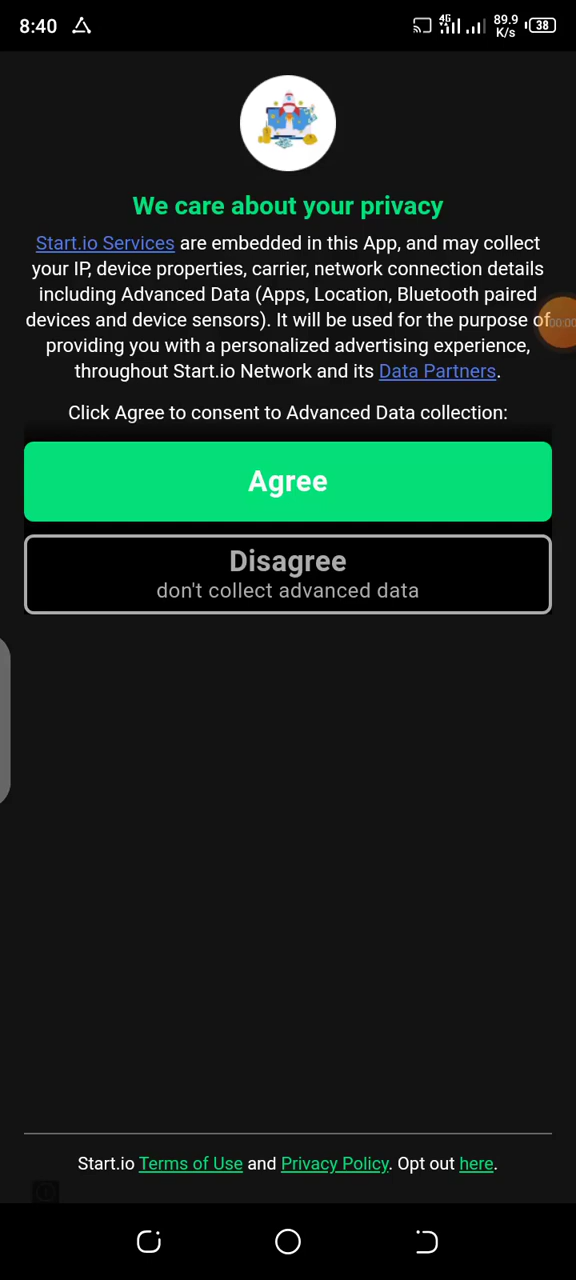 8:40
4G
89.9
K/s
38
We care about your privacy
Start.io Services are embedded in this App, and may collect
your IP, device properties, carrier, network connection details
including Advanced Data (Apps, Location, Bluetooth paired
devices and device sensors). It will be used for the purpose of
00:00
providing you with a personalized advertising experience,
throughout Start.io Network and its Data Partners.
Click Agree to consent to Advanced Data collection:
Agree
Disagree
don't collect advanced data
Start.io Terms of Use and Privacy Policy. Opt out here.